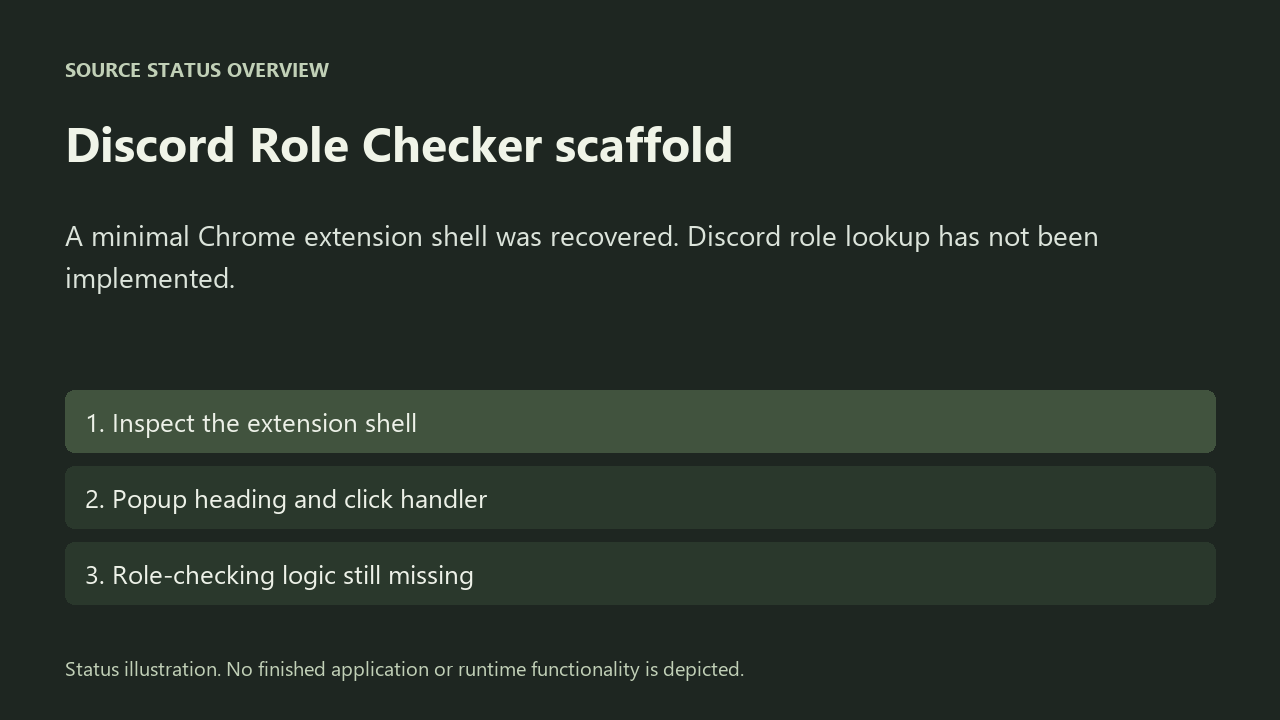 SOURCE STATUS OVERVIEW
Discord Role Checker scaffold
A minimal Chrome extension shell was recovered. Discord role lookup has not been
implemented.
1. Inspect the extension shell
2. Popup heading and click handler
3. Role-checking logic still missing
Status illustration. No finished application or runtime functionality is depicted.